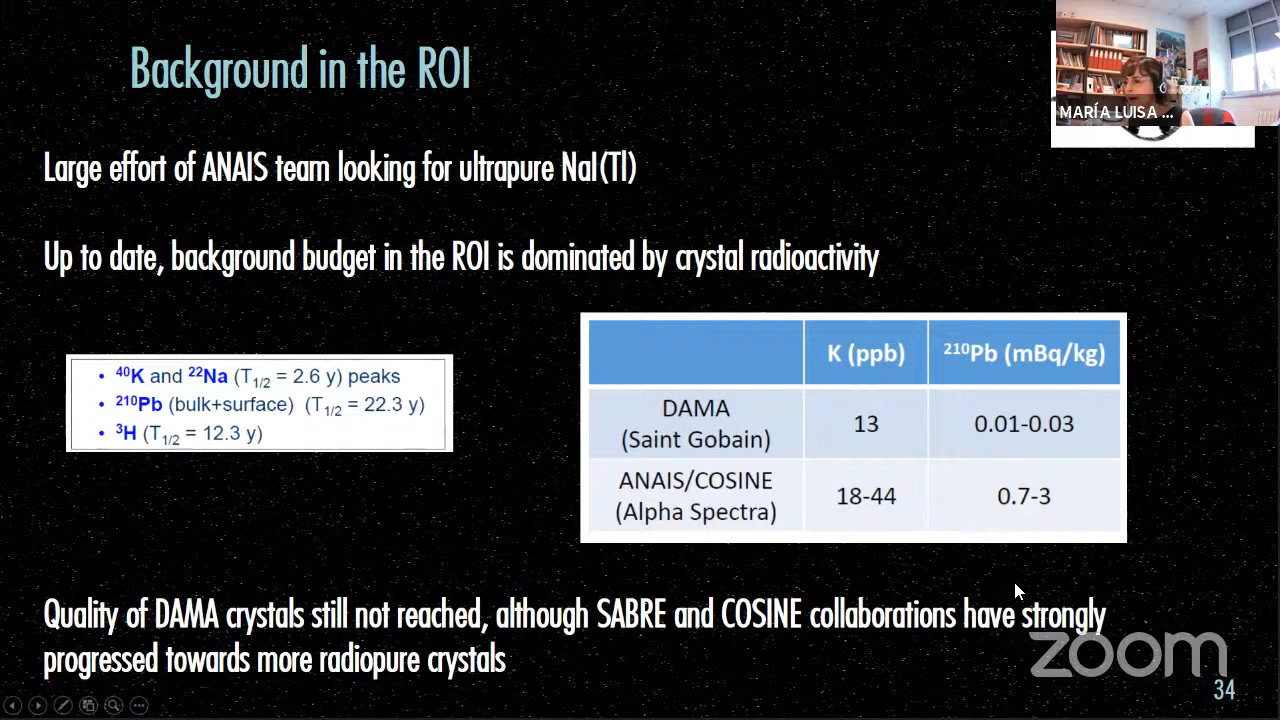 Background in the ROI
MARÍA LUISA ...
Large effort of ANAIS team looking for ultrapure NaI(Tl)
Up to date, background budget in the ROI is dominated by crystal radioactivity
• ⁴⁰K and ²²Na (T₁/₂ = 2.6 y) peaks
• ²¹⁰Pb (bulk+surface) (T₁/₂ = 22.3 y)
• ³H (T₁/₂ = 12.3 y)
K (ppb) ²¹⁰Pb (mBq/kg)
DAMA
(Saint Gobain) 13 0.01-0.03
ANAIS/COSINE
(Alpha Spectra) 18-44 0.7-3
Quality of DAMA crystals still not reached, although SABRE and COSINE collaborations have strongly
progressed towards more radiopure crystals
zoom
34